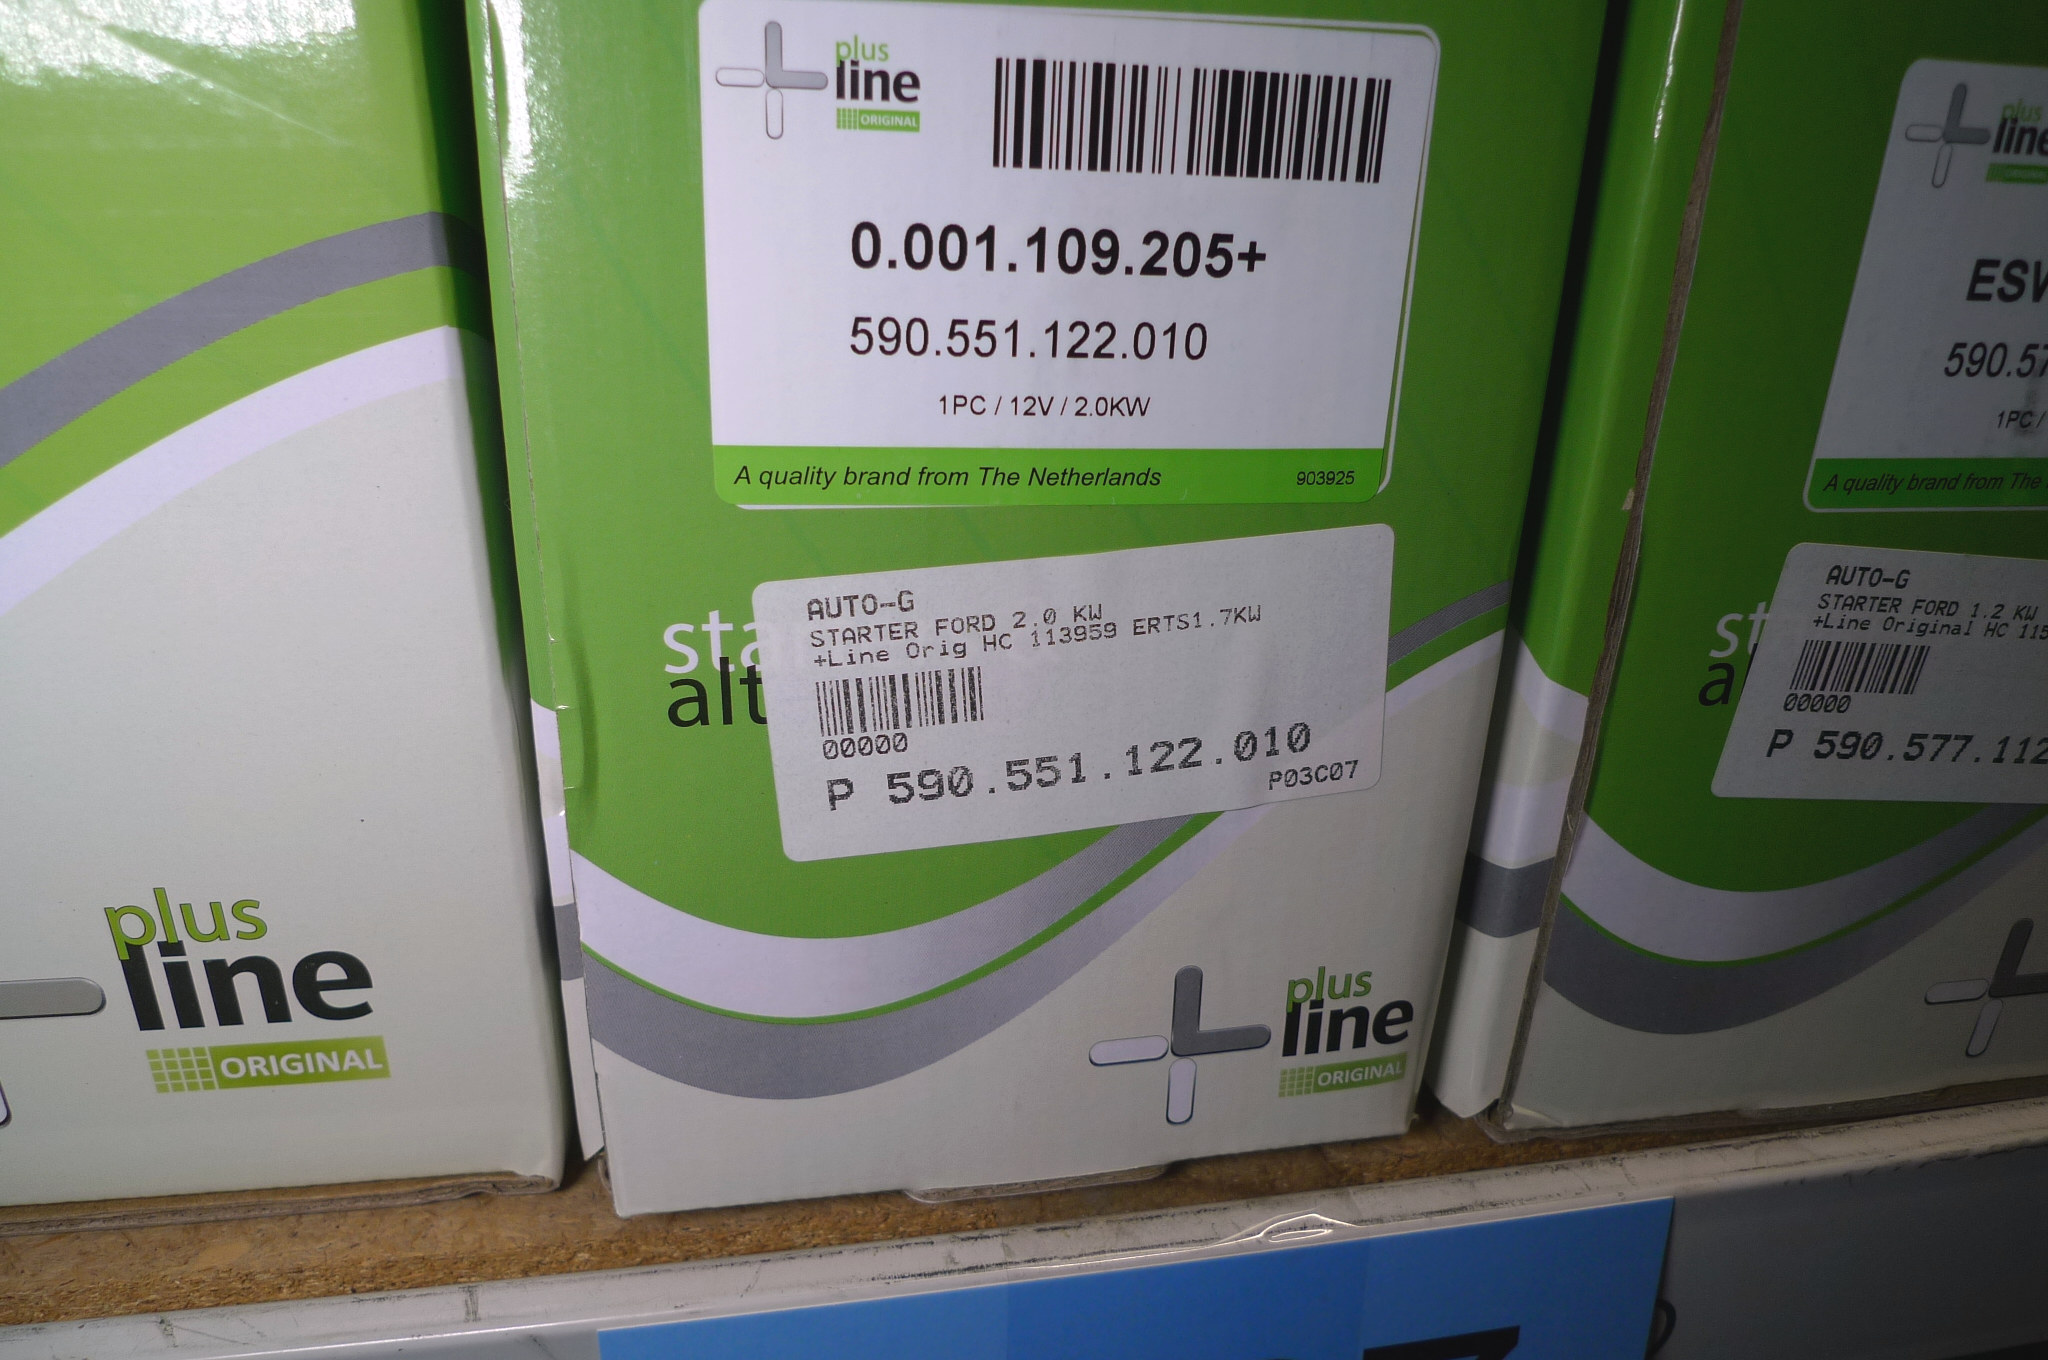 plus
line
ORIGINAL
0.001.109.205+
590.551.122.010
1PC / 12V / 2.0KW
A quality brand from The Netherlands
903925
sta
alt
AUTO-G
STARTER FORD 2.0 KW
+Line Orig HC 113959 ERTS1.7KW
00000
P 590.551.122.010
P03C07
plus
line
ORIGINAL
plus
line
ORIGINAL
plus
line
ESV
590.57
1PC /
A quality brand from The
st
a
AUTO-G
STARTER FORD 1.2 KW
+Line Original HC 115
00000
P 590.577.112